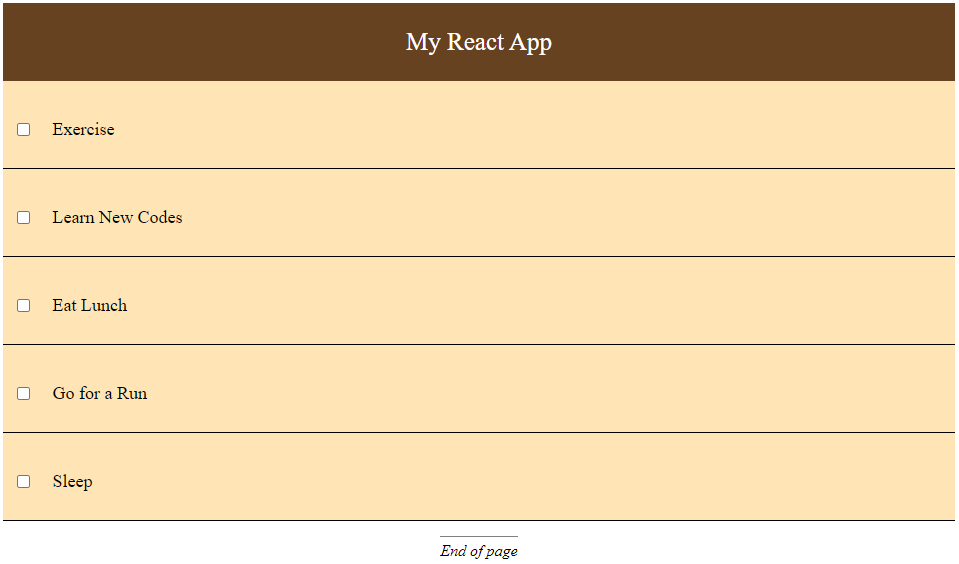 My React App
Exercise
Learn New Codes
Eat Lunch
Go for a Run
Sleep
End of page